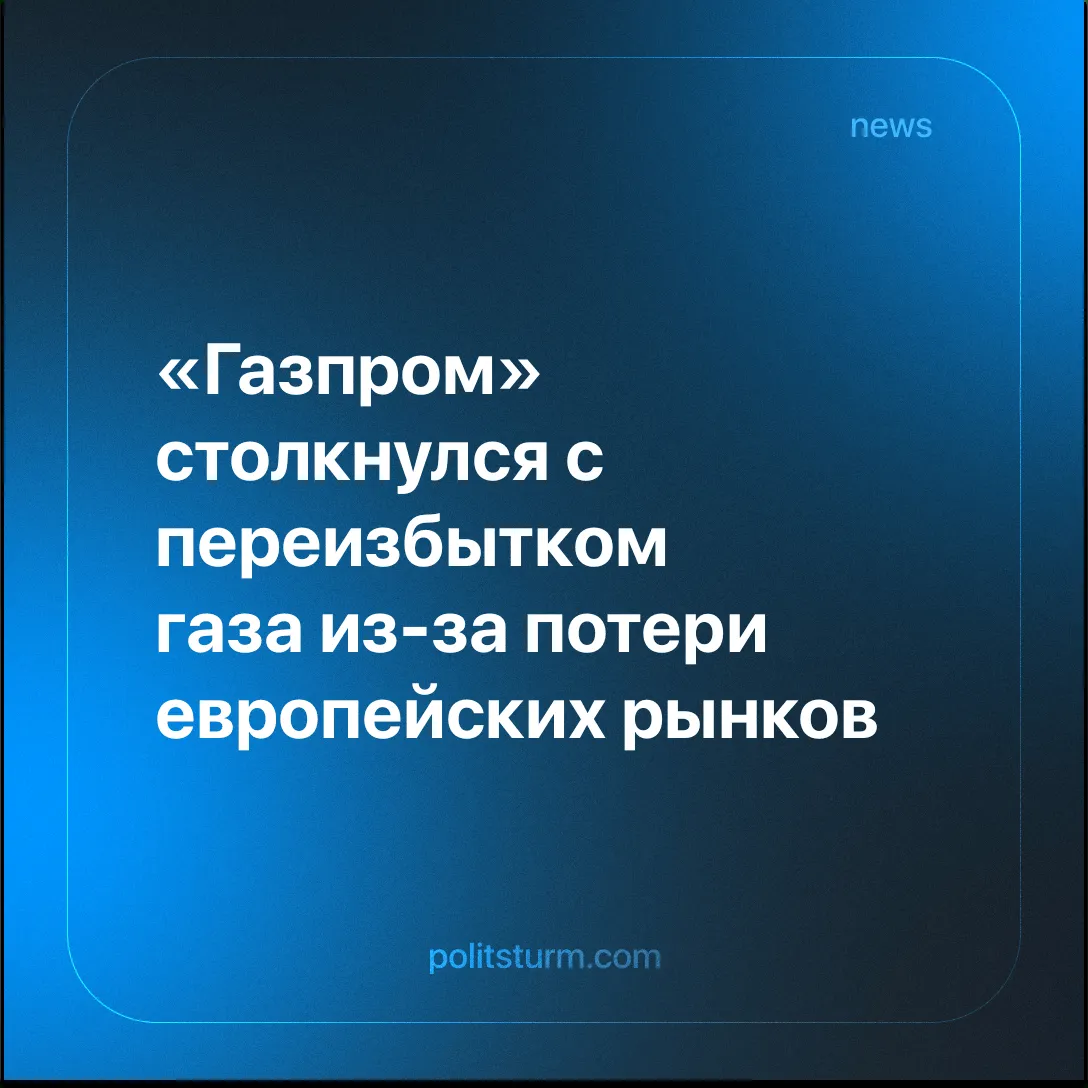 news
«Газпром»
столкнулся с
переизбытком
газа из-за потери
европейских рынков
politsturm.com